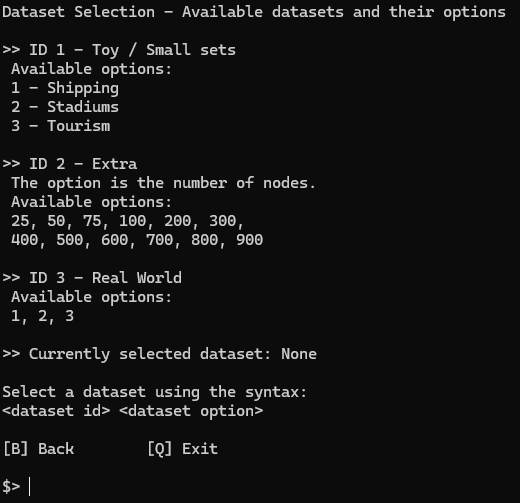 Dataset Selection - Available datasets and their options
>> ID 1 - Toy / Small sets
Available options:
1 - Shipping
2 - Stadiums
3 - Tourism
>> ID 2 - Extra
The option is the number of nodes.
Available options:
25, 50, 75, 100, 200, 300,
400, 500, 600, 700, 800, 900
>> ID 3 - Real World
Available options:
1, 2, 3
>> Currently selected dataset: None
Select a dataset using the syntax:
<dataset id> <dataset option>
[B] Back        [Q] Exit
$>